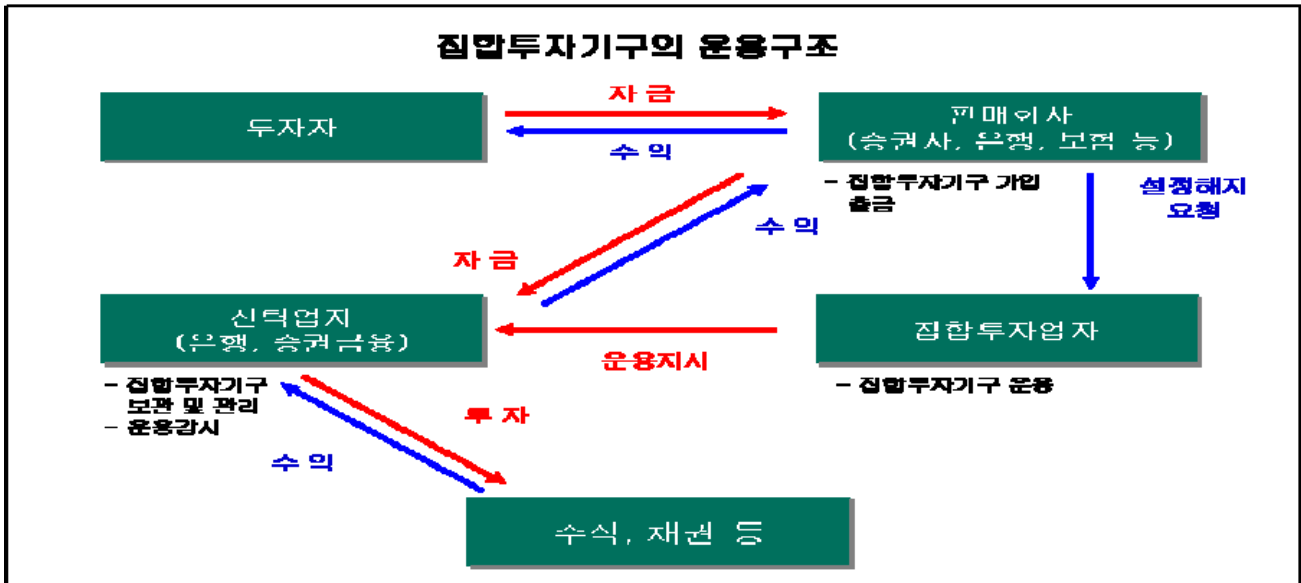 집합투자기구의 운용구조
투자자
자 금
수 익
판매회사
(증권사, 은행, 보험 등)
- 집합투자기구 가입
출금
설정해지
요청
자 금
수 익
신탁업자
(은행, 증권금융)
- 집합투자기구
보관 및 관리
- 운용감시
운용지시
집합투자업자
- 집합투자기구 운용
투 자
수 익
주식, 채권 등